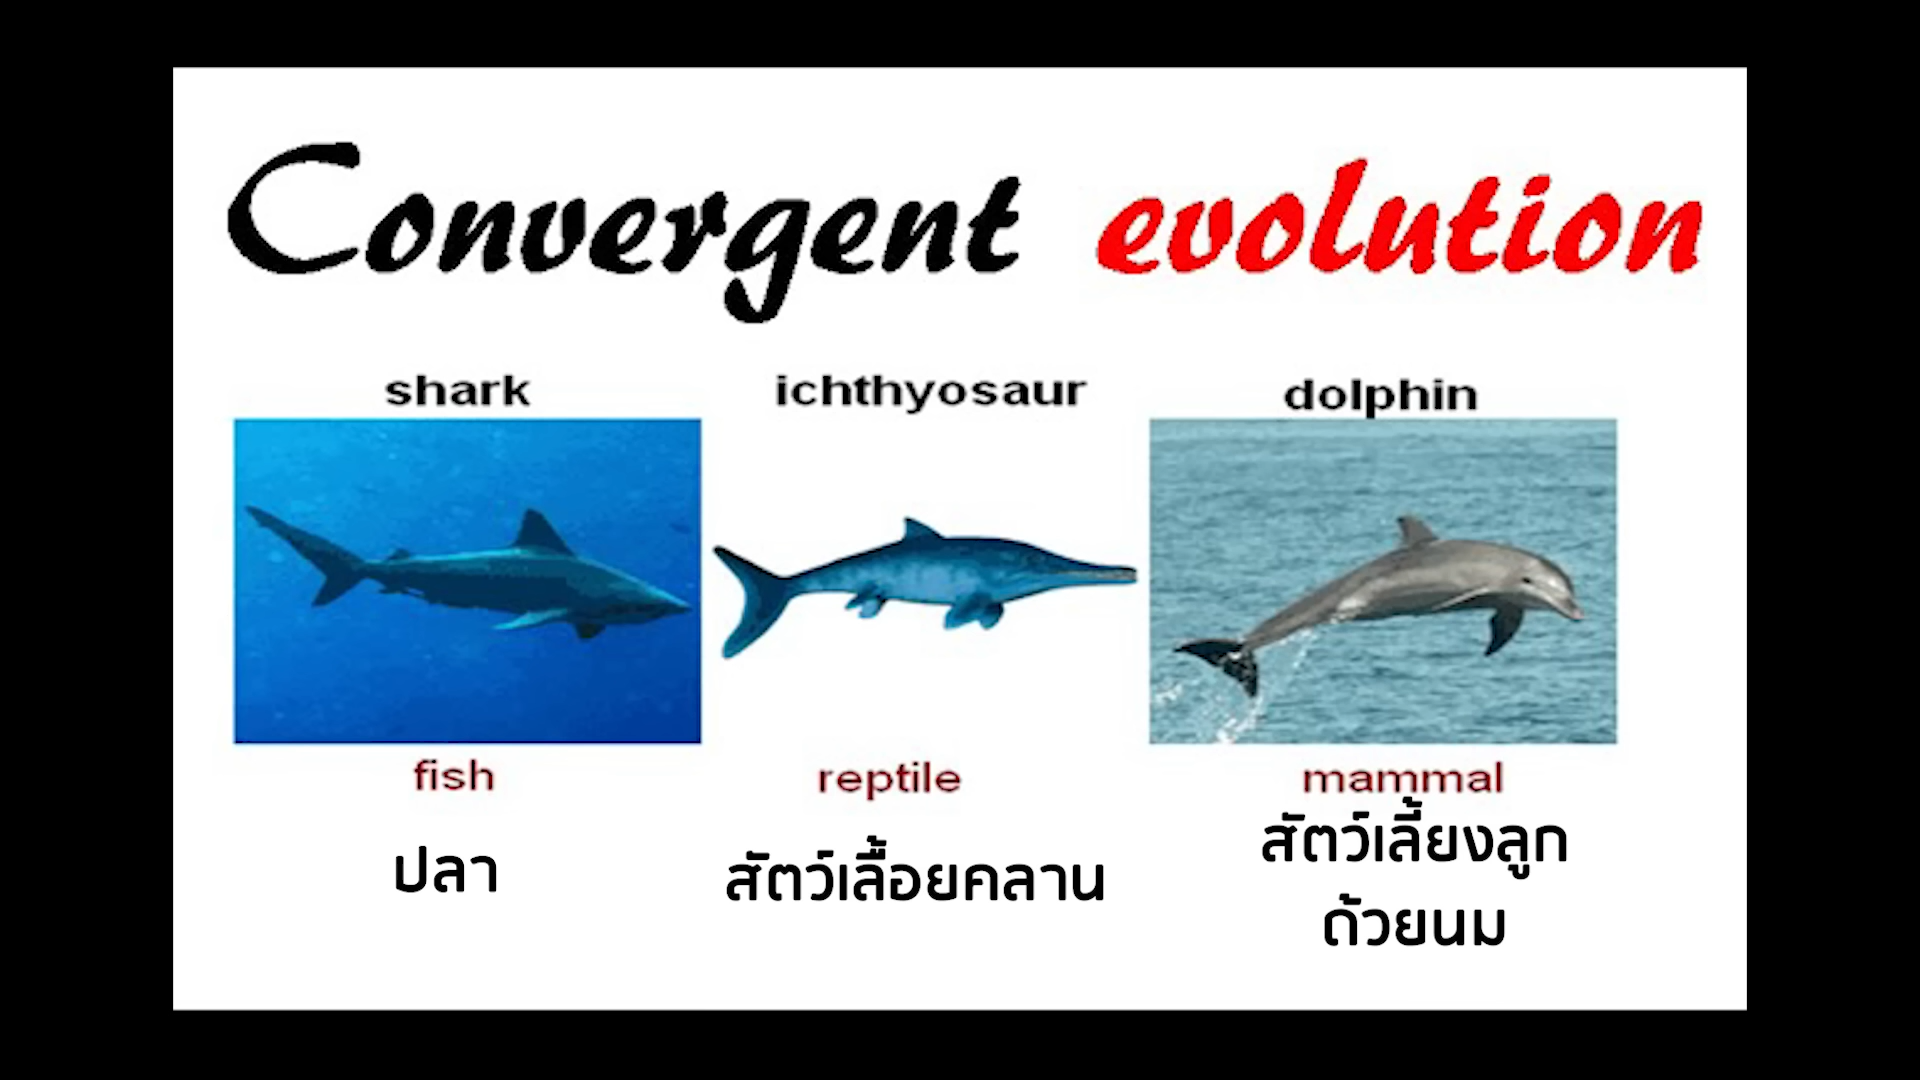 Convergent evolution
shark ichthyosaur dolphin
fish reptile mammal
ปลา สัตว์เลื้อยคลาน สัตว์เลี้ยงลูก
ด้วยนม